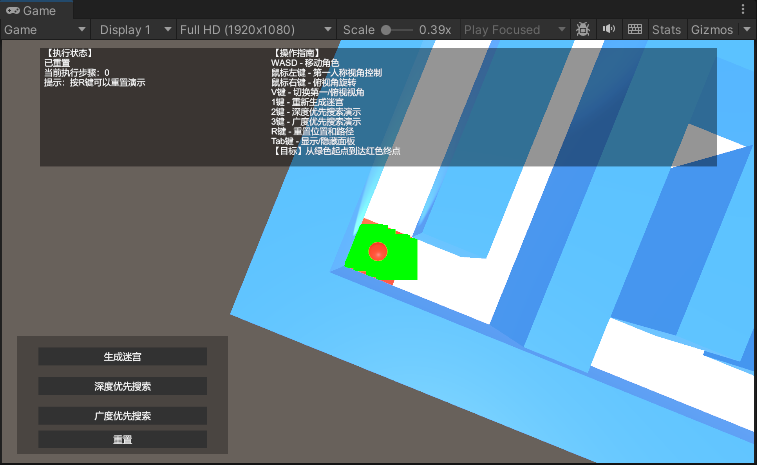 Game
Game Display 1 Full HD (1920x1080) Scale 0.39x Play Focused Stats Gizmos
【执行状态】
已重置
当前执行步骤：0
提示：按R键可以重置演示
【操作指南】
WASD - 移动角色
鼠标左键 - 第一人称视角控制
鼠标右键 - 俯视角旋转
V键 - 切换第一/俯视视角
1键 - 重新生成迷宫
2键 - 深度优先搜索演示
3键 - 广度优先搜索演示
R键 - 重置位置和路径
Tab键 - 显示/隐藏面板
【目标】从绿色起点到达红色终点
生成迷宫
深度优先搜索
广度优先搜索
重置